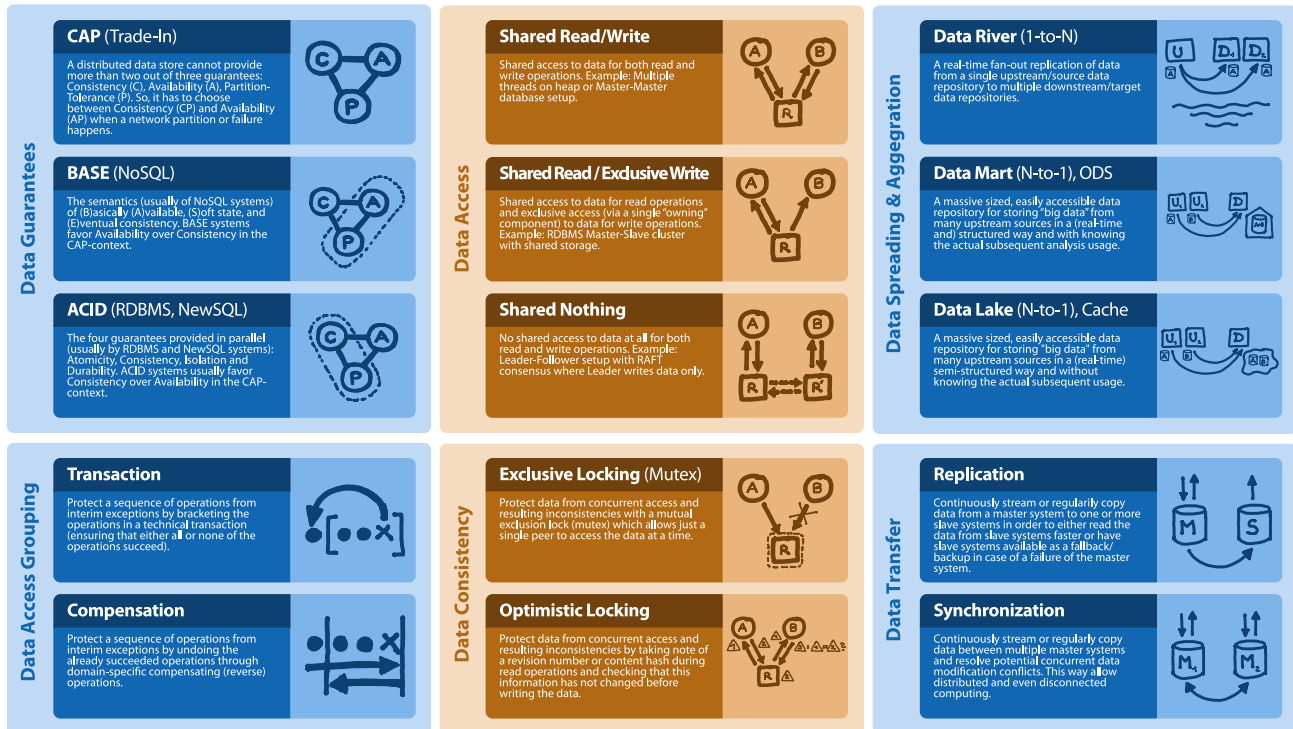 Data Guarantees
CAP (Trade-In)
A distributed data store cannot provide
more than two out of three guarantees:
Consistency (C), Availability (A), Partition-
Tolerance (P). So, it has to choose
between Consistency (CP) and Availability
(AP) when a network partition or failure
happens.
C A
P
BASE (NoSQL)
The semantics (usually of NoSQL systems)
of (B)asically (A)vailable, (S)oft state, and
(E)ventual consistency. BASE systems
favor Availability over Consistency in the
CAP-context.
C A
P
ACID (RDBMS, NewSQL)
The four guarantees provided in parallel
(usually by RDBMS and NewSQL systems):
Atomicity, Consistency, Isolation and
Durability. ACID systems usually favor
Consistency over Availability in the CAP-
context.
C A
P
Data Access
Shared Read/Write
Shared access to data for both read and
write operations. Example: Multiple
threads on heap or Master-Master
database setup.
A B
R
Shared Read / Exclusive Write
Shared access to data for read operations
and exclusive access (via a single "owning"
component) to data for write operations.
Example: RDBMS Master-Slave cluster
with shared storage.
A B
R
Shared Nothing
No shared access to data at all for both
read and write operations. Example:
Leader-Follower setup with RAFT
consensus where Leader writes data only.
A B
R R'
Data Spreading & Aggegration
Data River (1-to-N)
A real-time fan-out replication of data
from a single upstream/source data
repository to multiple downstream/target
data repositories.
U D₁ D₂
A A A
Data Mart (N-to-1), ODS
A massive sized, easily accessible data
repository for storing "big data" from
many upstream sources in a (real-time
and) structured way and with knowing
the actual subsequent analysis usage.
U₁ U₂ D
A B
Data Lake (N-to-1), Cache
A massive sized, easily accessible data
repository for storing "big data" from
many upstream sources in a (real-time)
semi-structured way and without
knowing the actual subsequent usage.
U₁ U₂ D
A B A B
Data Access Grouping
Transaction
Protect a sequence of operations from
interim exceptions by bracketing the
operations in a technical transaction
(ensuring that either all or none of the
operations succeed).
Compensation
Protect a sequence of operations from
interim exceptions by undoing the
already succeeded operations through
domain-specific compensating (reverse)
operations.
Data Consistency
Exclusive Locking (Mutex)
Protect data from concurrent access and
resulting inconsistencies with a mutual
exclusion lock (mutex) which allows just a
single peer to access the data at a time.
A B
R
Optimistic Locking
Protect data from concurrent access and
resulting inconsistencies by taking note of
a revision number or content hash during
read operations and checking that this
information has not changed before
writing the data.
A B
R
Data Transfer
Replication
Continuously stream or regularily copy
data from a master system to one or more
slave systems in order to either read the
data from slave systems faster or have
slave systems available as a fallback/
backup in case of a failure of the master
system.
M S
Synchronization
Continuously stream or regularily copy
data between multiple master systems
and resolve potential concurrent data
modification conflicts. This way allow
distributed and even disconnected
computing.
M₁ M₂